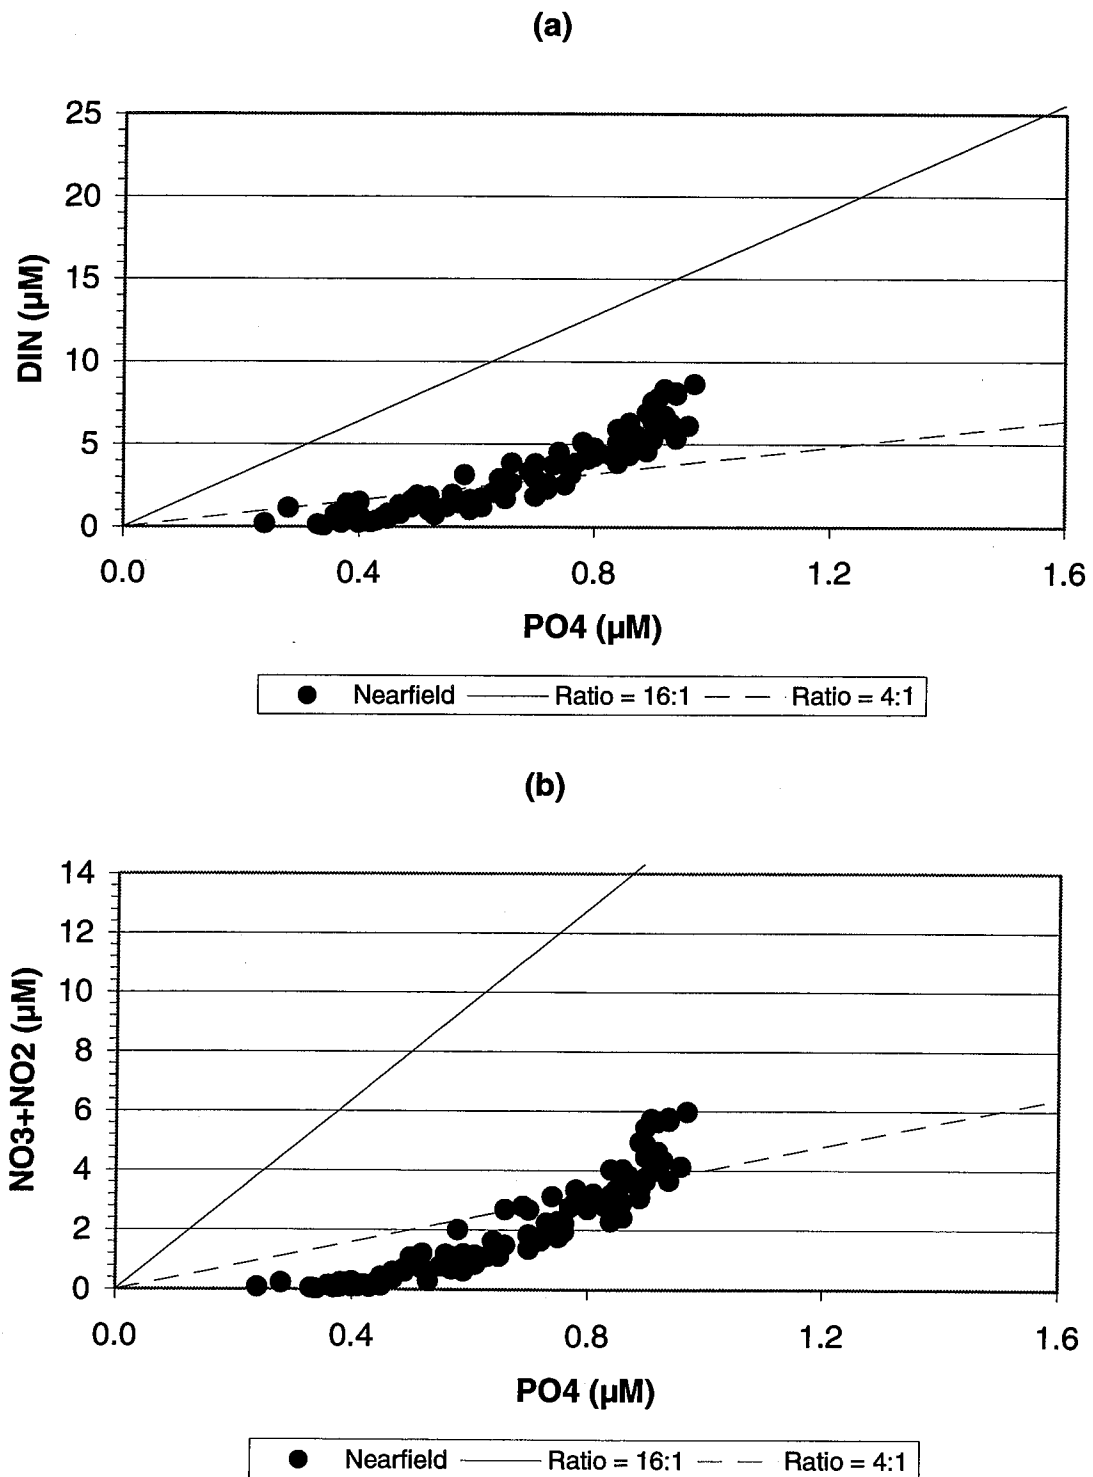 (a)
25
20
15
10
5
0
DIN (µM)
0.0 0.4 0.8 1.2 1.6
PO4 (µM)
Nearfield Ratio = 16:1 Ratio = 4:1
(b)
14
12
10
8
6
4
2
0
NO3+NO2 (µM)
0.0 0.4 0.8 1.2 1.6
PO4 (µM)
Nearfield Ratio = 16:1 Ratio = 4:1